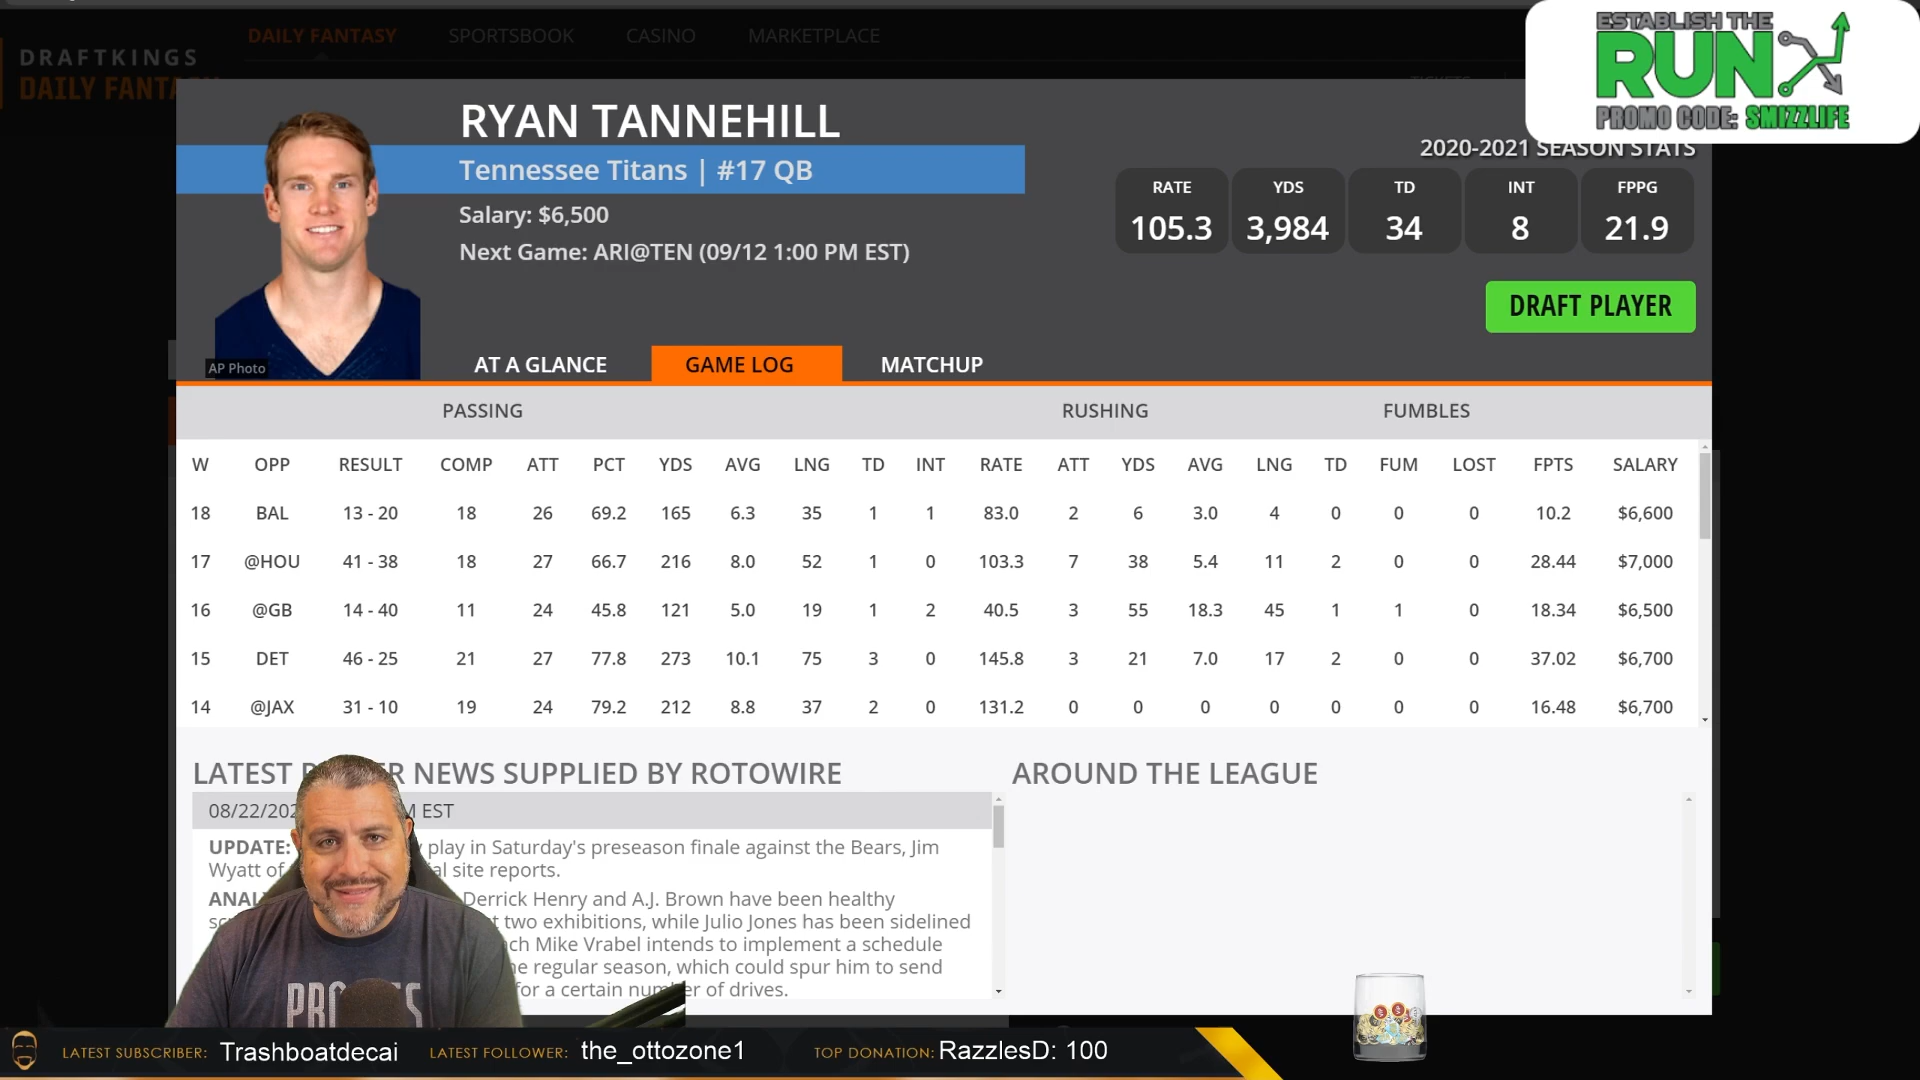 DAILY FANTASY SPORTSBOOK CASINO MARKETPLACE
DRAFTKINGS
DAILY FANTA
ESTABLISH THE
RUN
PROMO CODE: SMIZZLIFE
RYAN TANNEHILL
Tennessee Titans | #17 QB
Salary: $6,500
Next Game: ARI@TEN (09/12 1:00 PM EST)
2020-2021 SEASON STATS
RATE YDS TD INT FPPG
105.3 3,984 34 8 21.9
DRAFT PLAYER
AP Photo
AT A GLANCE GAME LOG MATCHUP
PASSING RUSHING FUMBLES
W OPP RESULT COMP ATT PCT YDS AVG LNG TD INT RATE ATT YDS AVG LNG TD FUM LOST FPTS SALARY
18 BAL 13 - 20 18 26 69.2 165 6.3 35 1 1 83.0 2 6 3.0 4 0 0 0 10.2 $6,600
17 @HOU 41 - 38 18 27 66.7 216 8.0 52 1 0 103.3 7 38 5.4 11 2 0 0 28.44 $7,000
16 @GB 14 - 40 11 24 45.8 121 5.0 19 1 2 40.5 3 55 18.3 45 1 1 0 18.34 $6,500
15 DET 46 - 25 21 27 77.8 273 10.1 75 3 0 145.8 3 21 7.0 17 2 0 0 37.02 $6,700
14 @JAX 31 - 10 19 24 79.2 212 8.8 37 2 0 131.2 0 0 0 0 0 0 0 16.48 $6,700
LATEST R NEWS SUPPLIED BY ROTOWIRE
AROUND THE LEAGUE
08/22/202 M EST
UPDATE: play in Saturday's preseason finale against the Bears, Jim
Wyatt of al site reports.
ANAL Derrick Henry and A.J. Brown have been healthy
two exhibitions, while Julio Jones has been sidelined
ch Mike Vrabel intends to implement a schedule
e regular season, which could spur him to send
for a certain number of drives.
LATEST SUBSCRIBER: Trashboatdecai LATEST FOLLOWER: the_ottozone1 TOP DONATION: RazzlesD: 100